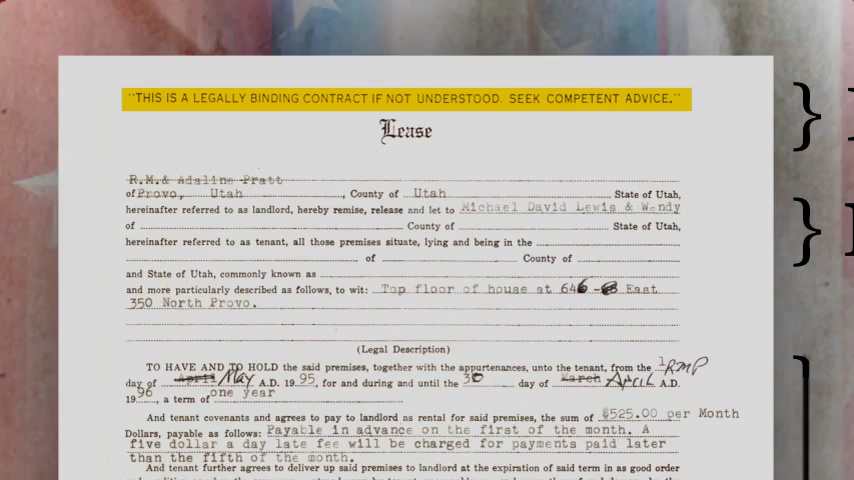 "THIS IS A LEGALLY BINDING CONTRACT IF NOT UNDERSTOOD. SEEK COMPETENT ADVICE."
Lease
R.M.& Adaline Pratt
of Provo, Utah, County of Utah State of Utah,
hereinafter referred to as landlord, hereby remise, release and let to Michael David Lewis & Wendy
of County of State of Utah,
hereinafter referred to as tenant, all those premises situate, lying and being in the
of County of
and State of Utah, commonly known as
and more particularly described as follows, to wit: Top floor of house at 646 East
350 North Provo.
(Legal Description)
TO HAVE AND TO HOLD the said premises, together with the appurtenances, unto the tenant, from the 1 RMP
day of April May A.D. 1995, for and during and until the 30 day of March April A.D.
1996, a term of one year
And tenant covenants and agrees to pay to landlord as rental for said premises, the sum of $525.00 per Month
Dollars, payable as follows: Payable in advance on the first of the month. A
five dollar a day late fee will be charged for payments paid later
than the fifth of the month.
And tenant further agrees to deliver up said premises to landlord at the expiration of said term in as good order